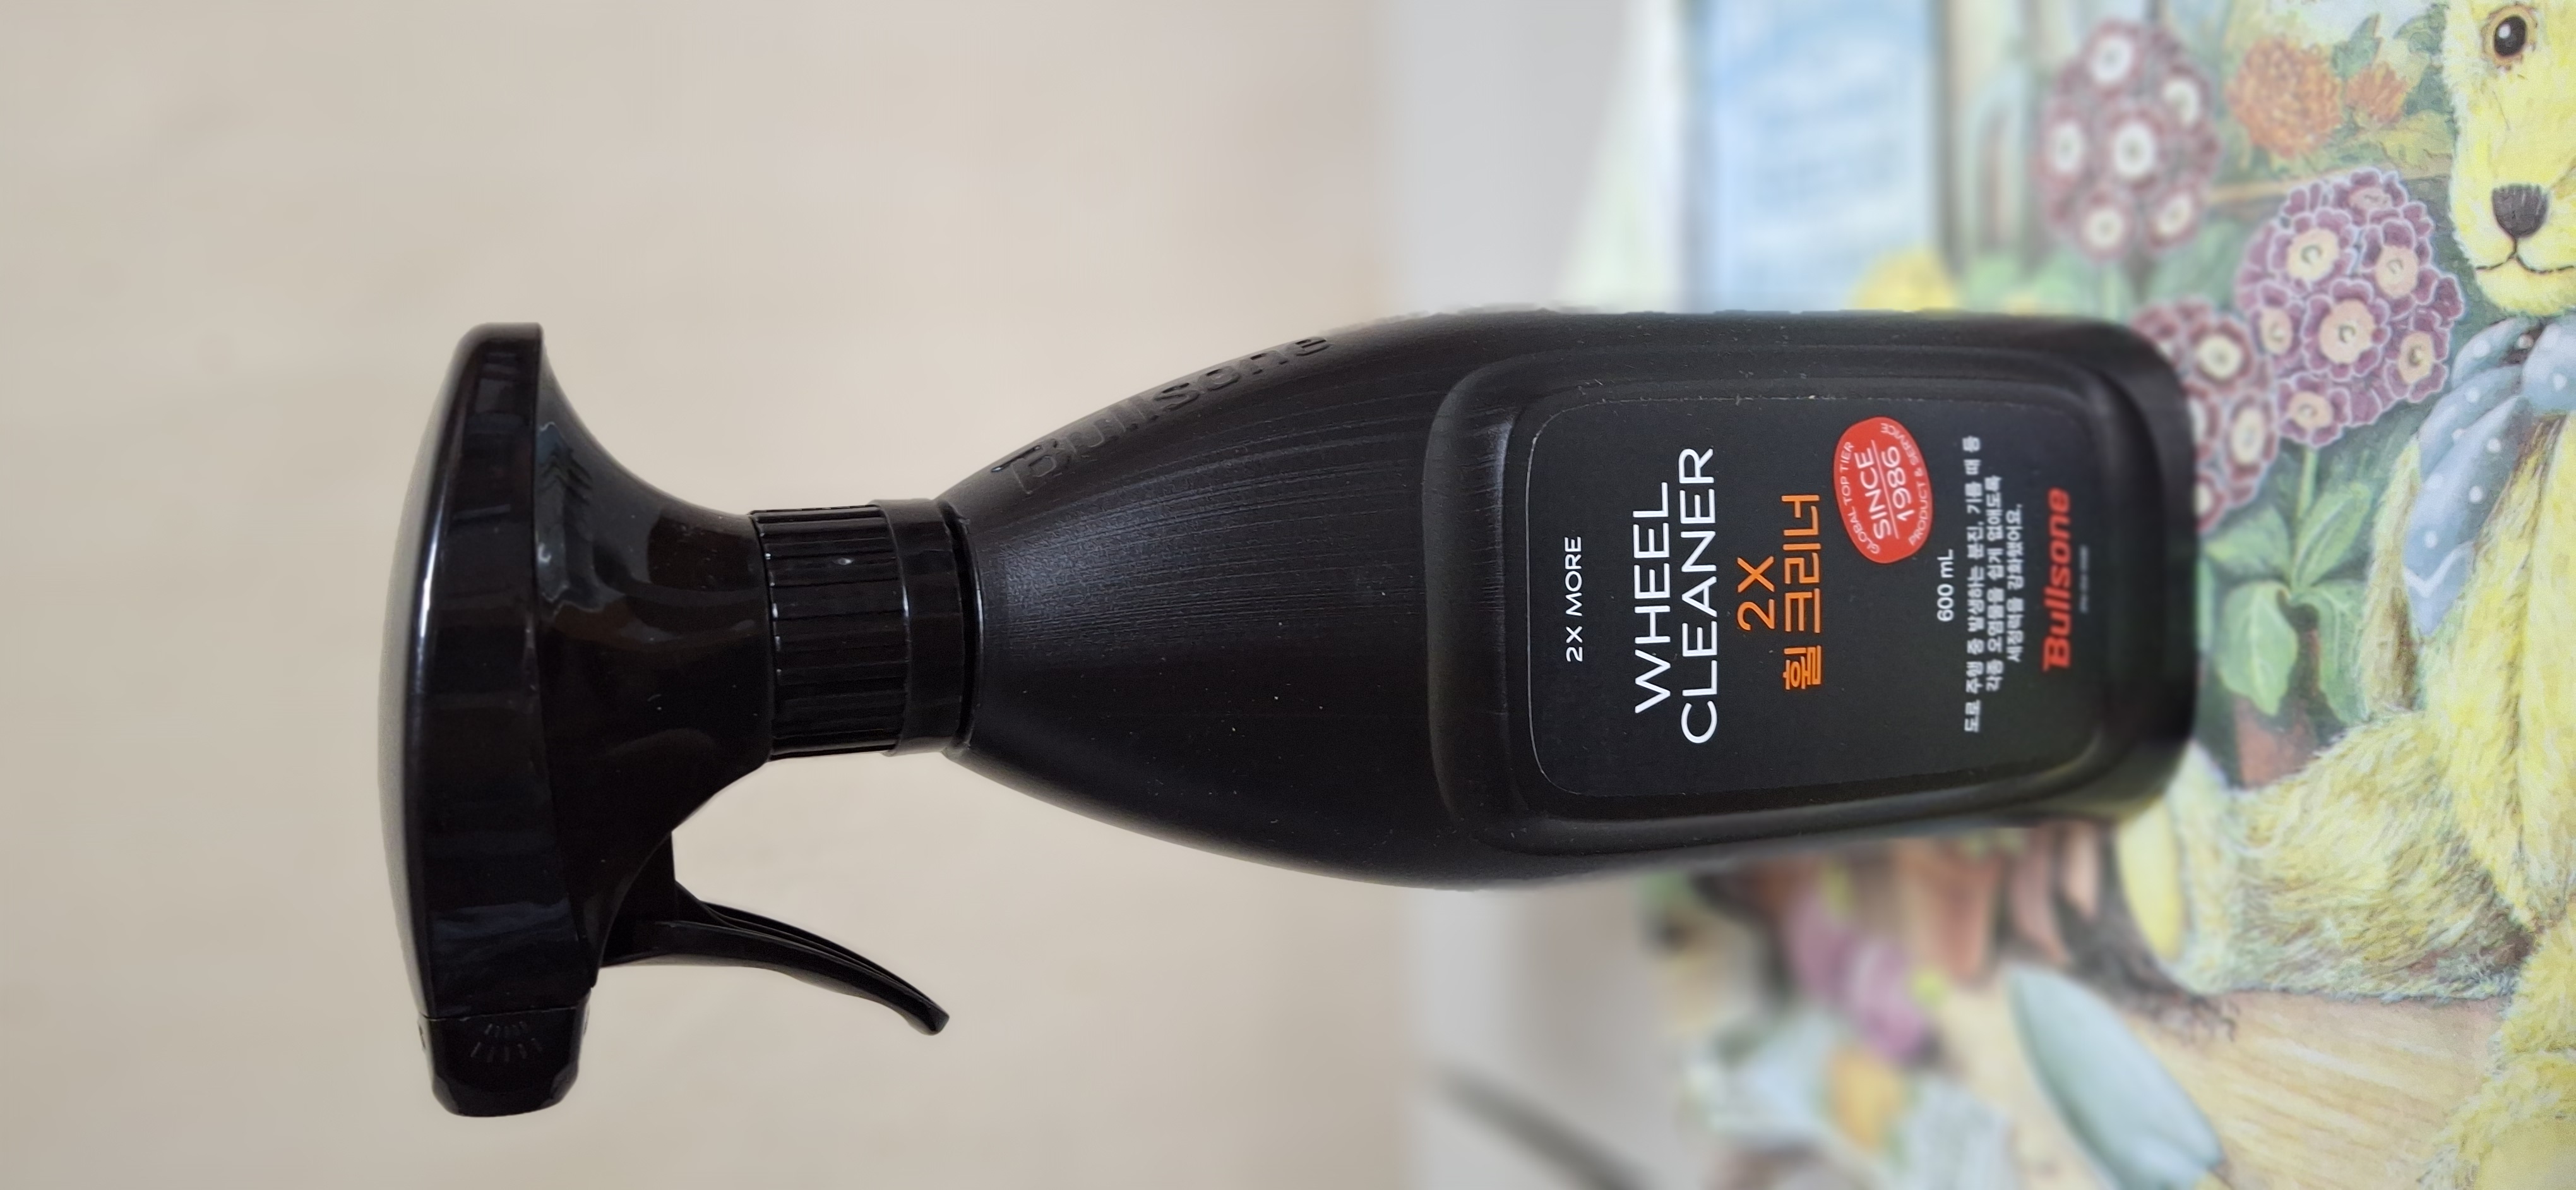 Bullsone
2X MORE
WHEEL
CLEANER
2X
휠 크리너
GLOBAL TOP TIER
SINCE
1986
PRODUCT & SERVICE
600 mL
도로 주행 중 발생하는 분진, 기름 때 등
각종 오염물을 쉽게 없애도록
세정력을 강화했어요.
Bullsone